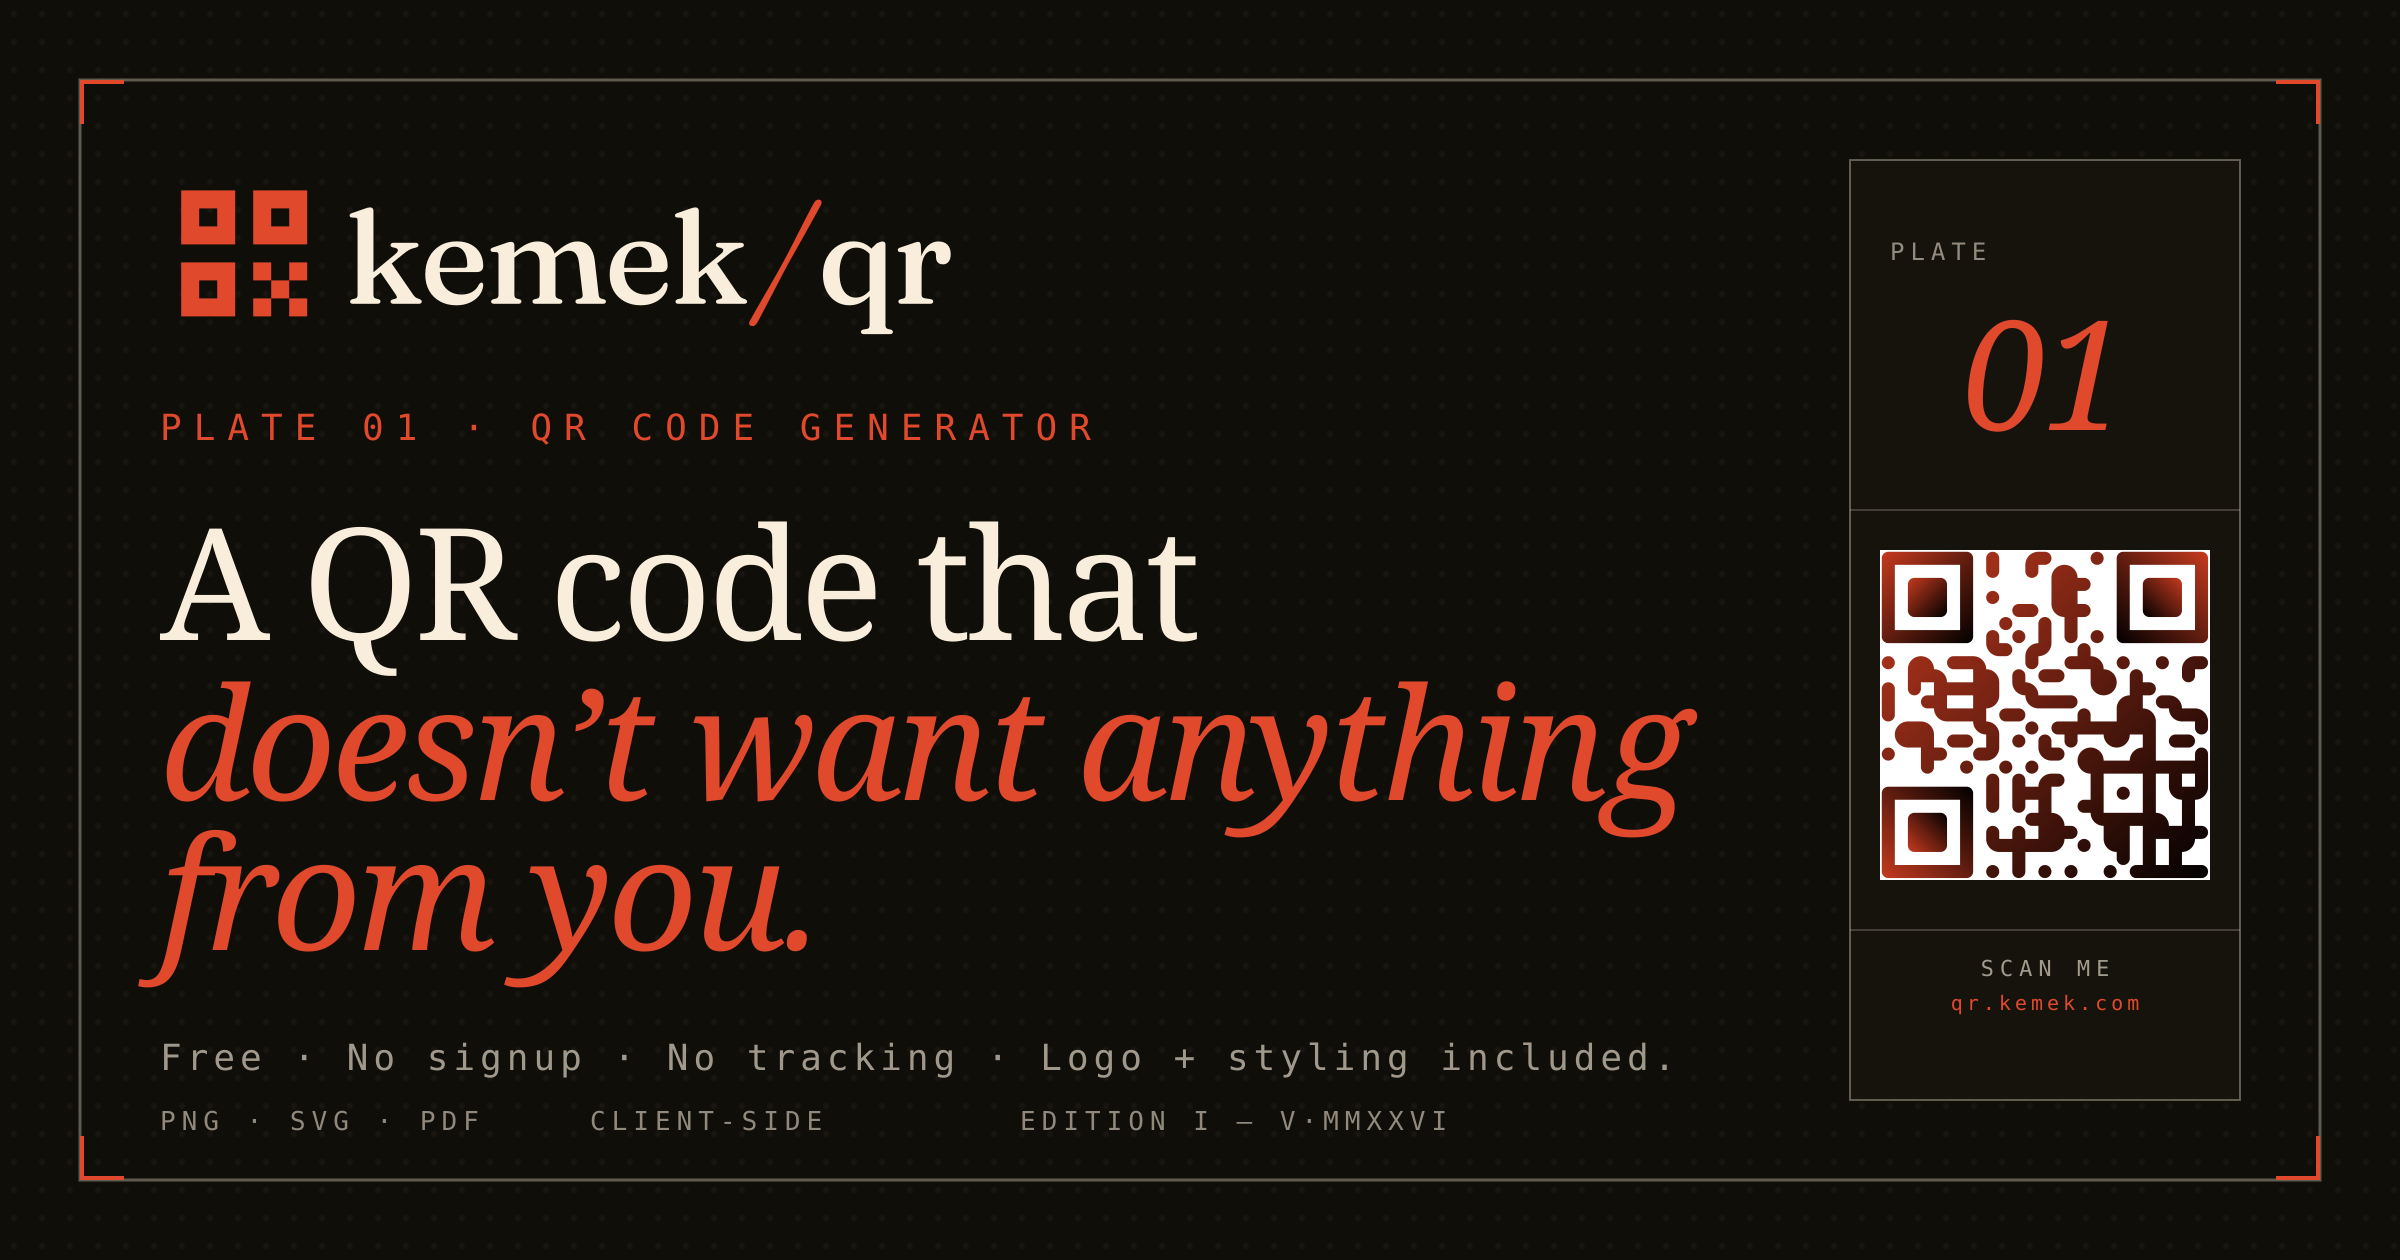 kemek/qr
PLATE 01 · QR CODE GENERATOR
A QR code that
doesn’t want anything
from you.
Free · No signup · No tracking · Logo + styling included.
PNG · SVG · PDF CLIENT-SIDE EDITION I — V·MMXXVI
PLATE
01
SCAN ME
qr.kemek.com